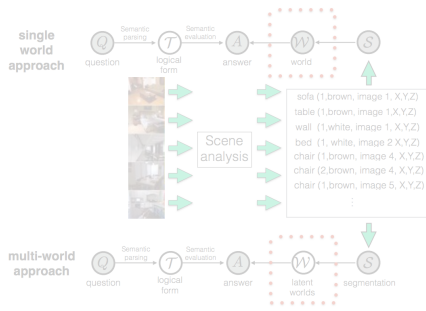 single
world
approach
Semantic
parsing
Semantic
evaluation
Q
T
A
W
S
question
logical
form
answer
world
sofa (1,brown, image 1, X,Y,Z)
table (1,brown, image 1,X,Y,Z)
wall (1,white, image 1, X,Y,Z)
bed (1, white, image 2 X,Y,Z)
chair (1,brown, image 4, X,Y,Z)
chair (2,brown, image 4, X,Y,Z)
chair (1,brown, image 5, X,Y,Z)
⋮
Scene
analysis
multi-world
approach
Semantic
parsing
Semantic
evaluation
Q
T
A
W
S
question
logical
form
answer
latent
worlds
segmentation